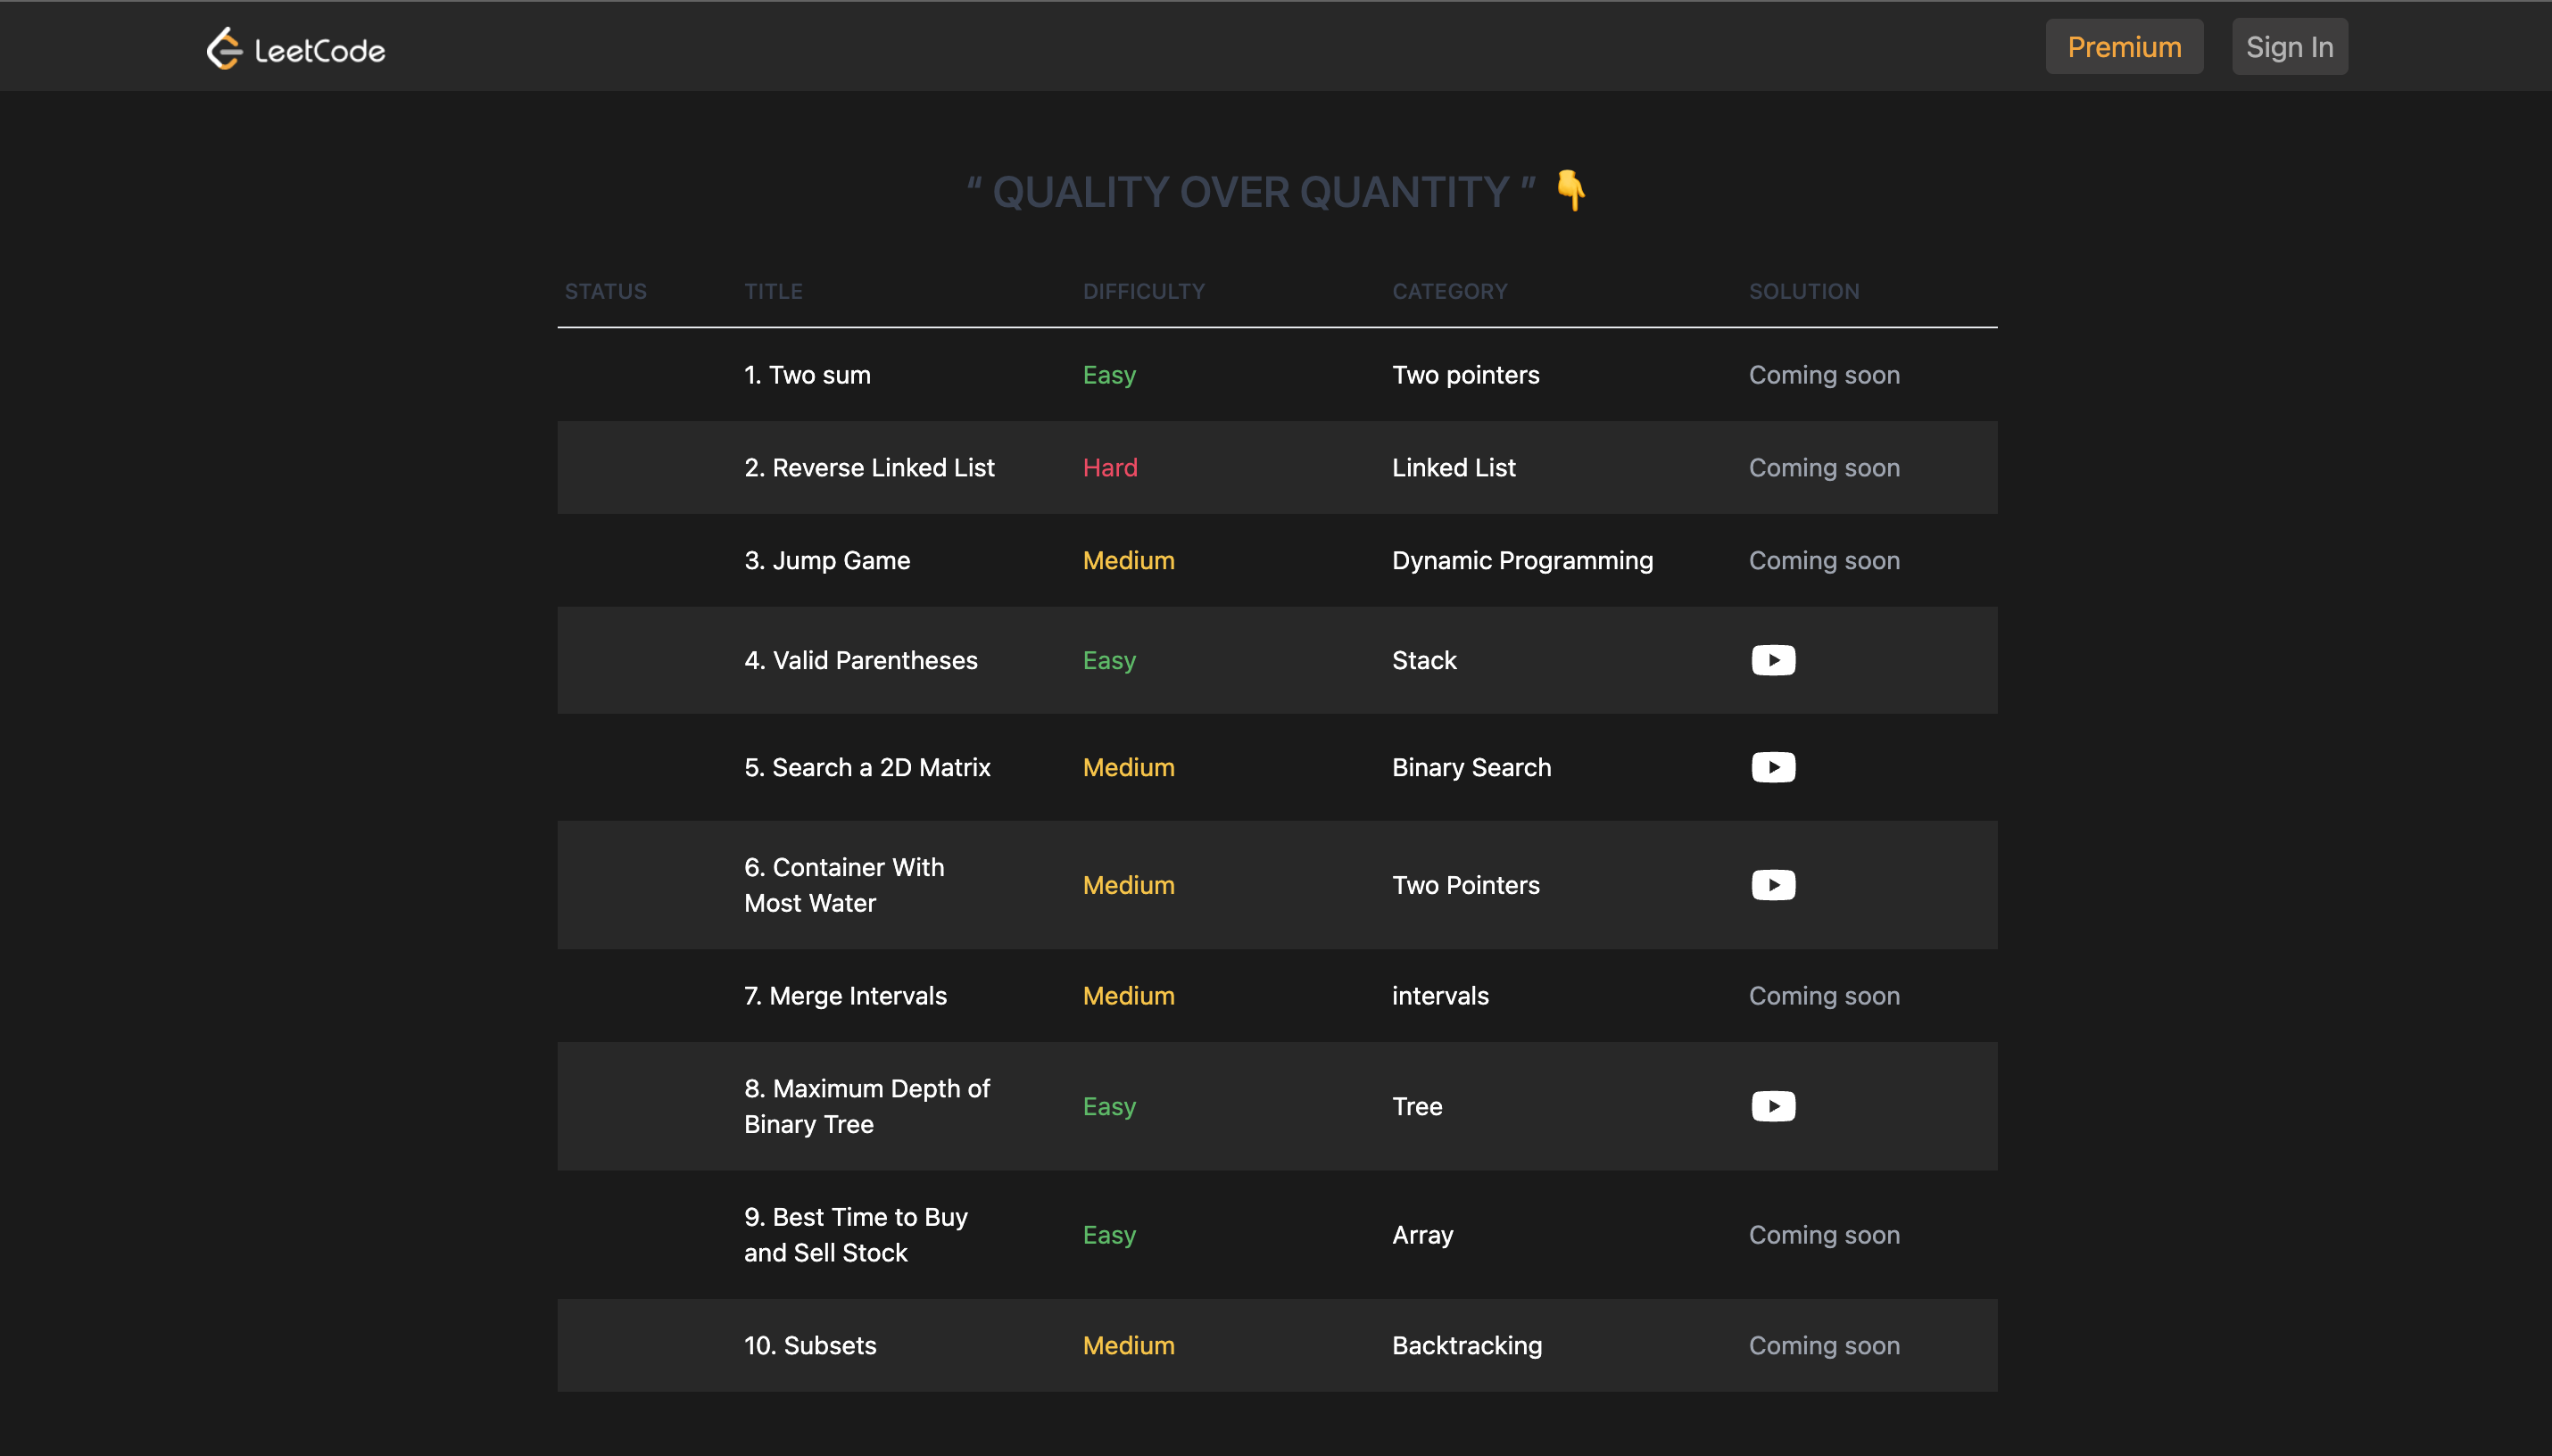 LeetCode Premium Sign In
“ QUALITY OVER QUANTITY ” 👇
STATUS TITLE DIFFICULTY CATEGORY SOLUTION
1. Two sum Easy Two pointers Coming soon
2. Reverse Linked List Hard Linked List Coming soon
3. Jump Game Medium Dynamic Programming Coming soon
4. Valid Parentheses Easy Stack
5. Search a 2D Matrix Medium Binary Search
6. Container With
Most Water Medium Two Pointers
7. Merge Intervals Medium intervals Coming soon
8. Maximum Depth of
Binary Tree Easy Tree
9. Best Time to Buy
and Sell Stock Easy Array Coming soon
10. Subsets Medium Backtracking Coming soon